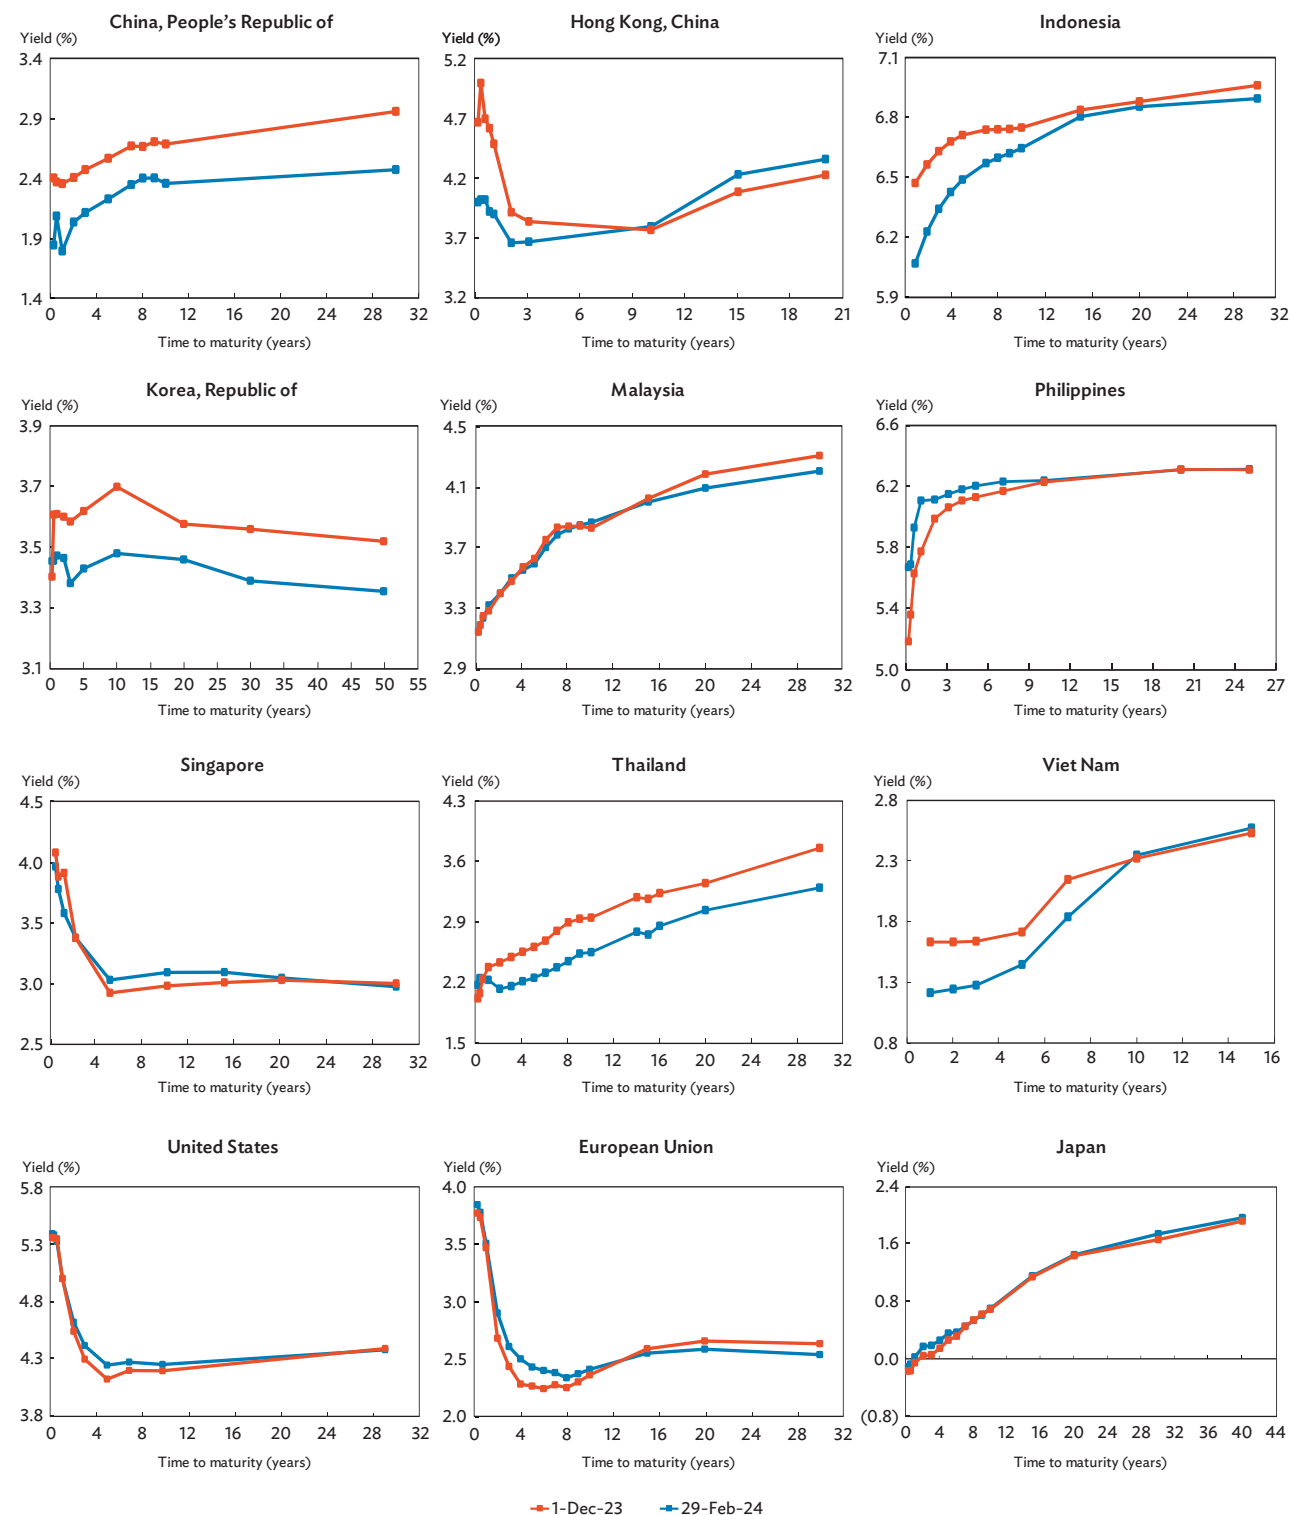 China, People's Republic of
Yield (%)
3.4
2.9
2.4
1.9
1.4
0 4 8 12 16 20 24 28 32
Time to maturity (years)
Hong Kong, China
Yield (%)
5.2
4.7
4.2
3.7
3.2
0 3 6 9 12 15 18 21
Time to maturity (years)
Indonesia
Yield (%)
7.1
6.8
6.5
6.2
5.9
0 4 8 12 16 20 24 28 32
Time to maturity (years)
Korea, Republic of
Yield (%)
3.9
3.7
3.5
3.3
3.1
0 5 10 15 20 25 30 35 40 45 50 55
Time to maturity (years)
Malaysia
Yield (%)
4.5
4.1
3.7
3.3
2.9
0 4 8 12 16 20 24 28 32
Time to maturity (years)
Philippines
Yield (%)
6.6
6.2
5.8
5.4
5.0
0 3 6 9 12 15 18 21 24 27
Time to maturity (years)
Singapore
Yield (%)
4.5
4.0
3.5
3.0
2.5
0 4 8 12 16 20 24 28 32
Time to maturity (years)
Thailand
Yield (%)
4.3
3.6
2.9
2.2
1.5
0 4 8 12 16 20 24 28 32
Time to maturity (years)
Viet Nam
Yield (%)
2.8
2.3
1.8
1.3
0.8
0 2 4 6 8 10 12 14 16
Time to maturity (years)
United States
Yield (%)
5.8
5.3
4.8
4.3
3.8
0 4 8 12 16 20 24 28 32
Time to maturity (years)
European Union
Yield (%)
4.0
3.5
3.0
2.5
2.0
0 4 8 12 16 20 24 28 32
Time to maturity (years)
Japan
Yield (%)
2.4
1.6
0.8
0.0
(0.8)
0 4 8 12 16 20 24 28 32 36 40 44
Time to maturity (years)
1-Dec-23 29-Feb-24